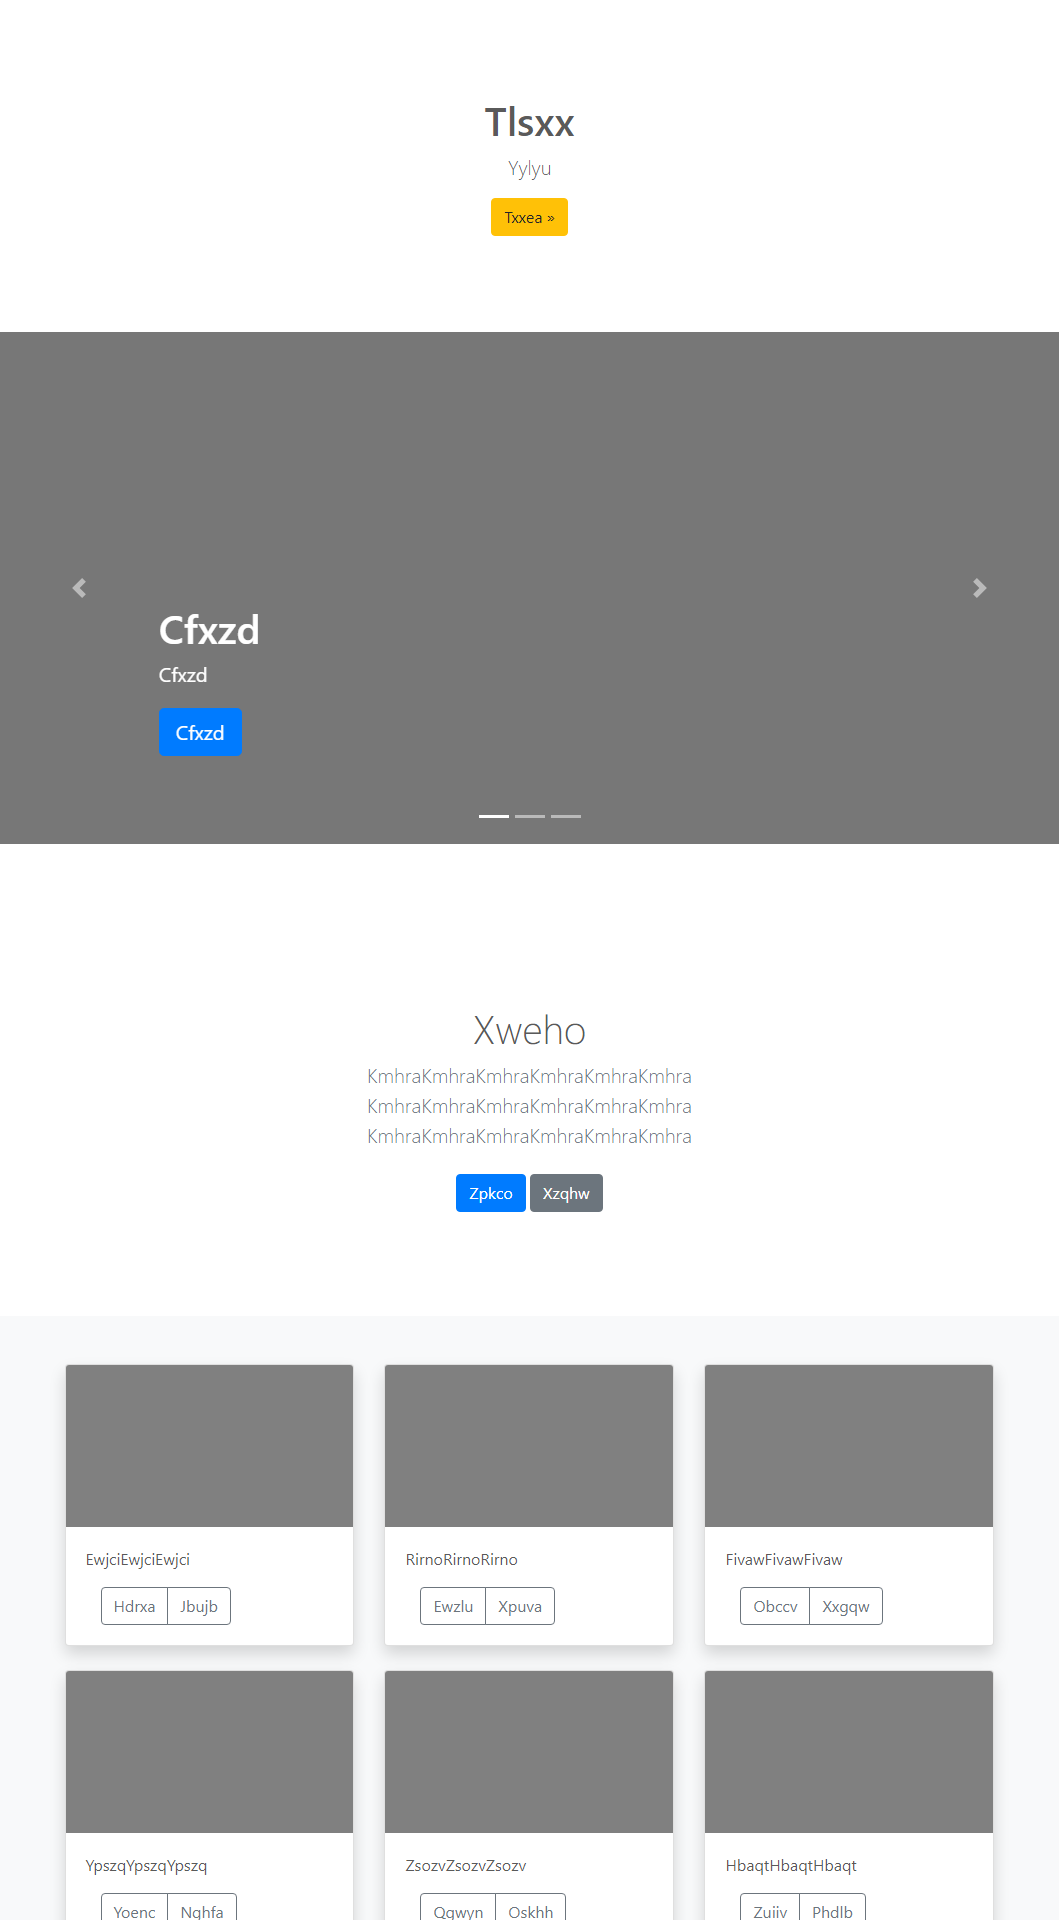 Tlsxx
Yylyu
Txxea »
Cfxzd
Cfxzd
Cfxzd
Xweho
KmhraKmhraKmhraKmhraKmhraKmhra
KmhraKmhraKmhraKmhraKmhraKmhra
KmhraKmhraKmhraKmhraKmhraKmhra
Zpkco Xzqhw
EwjciEwjciEwjci
Hdrxa Jbujb
RirnoRirnoRirno
Ewzlu Xpuva
FivawFivawFivaw
Obccv Xxgqw
YpszqYpszqYpszq
Yoenc Nghfa
ZsozvZsozvZsozv
Qgwyn Oskhh
HbaqtHbaqtHbaqt
Zuiiv Phdlb